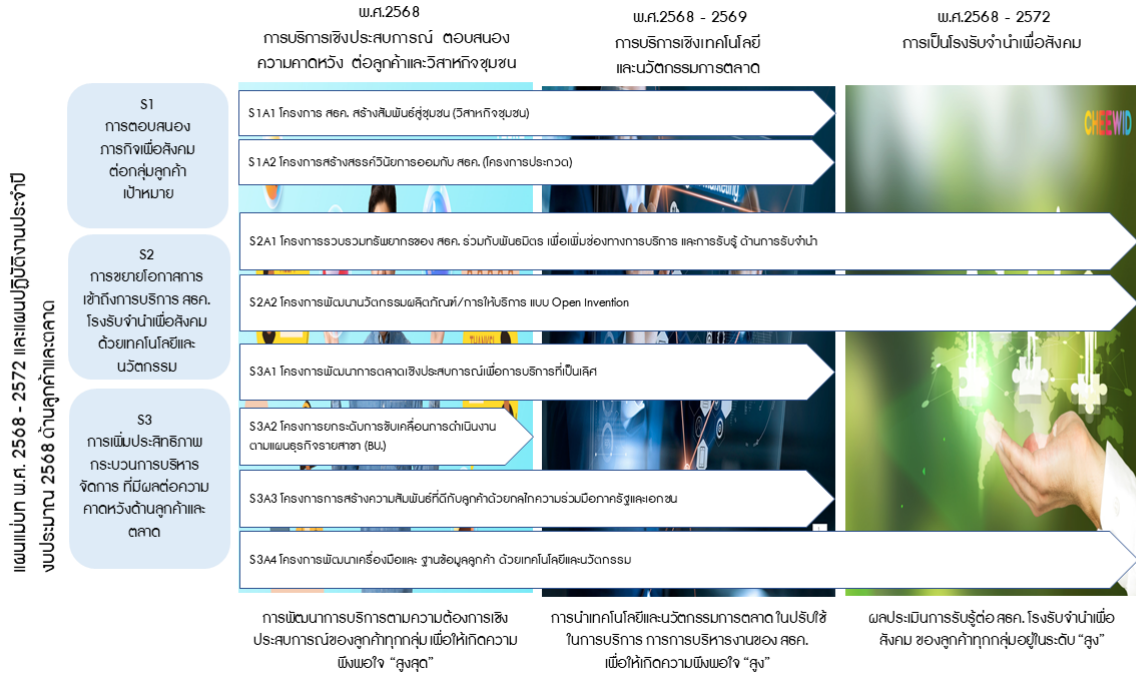 พ.ศ.2568
การบริการเชิงประสบการณ์ ตอบสนอง
ความคาดหวัง ต่อลูกค้าและวิสาหกิจชุมชน
พ.ศ.2568 - 2569
การบริการเชิงเทคโนโลยี
และนวัตกรรมการตลาด
พ.ศ.2568 - 2572
การเป็นโรงรับจำนำเพื่อสังคม
แผนแม่บท พ.ศ. 2568 - 2572 และแผนปฏิบัติงานประจำปี
งบประมาณ 2568 ด้านลูกค้าและตลาด
S1
การตอบสนอง
ภารกิจเพื่อสังคม
ต่อกลุ่มลูกค้า
เป้าหมาย
S1A1 โครงการ สธค. สร้างสัมพันธ์สู่ชุมชน (วิสาหกิจชุมชน)
S1A2 โครงการสร้างสรรค์วินัยการออมกับ สธค. (โครงการประกวด)
CHEEWID
marketing
S2
การขยายโอกาสการ
เข้าถึงการบริการ สธค.
โรงรับจำนำเพื่อสังคม
ด้วยเทคโนโลยีและ
นวัตกรรม
S2A1 โครงการรวบรวมทรัพยากรของ สธค. ร่วมกับพันธมิตร เพื่อเพิ่มช่องทางการบริการ และการรับรู้ ด้านการรับจำนำ
S2A2 โครงการพัฒนานวัตกรรมผลิตภัณฑ์/การให้บริการ แบบ Open Invention
S3
การเพิ่มประสิทธิภาพ
กระบวนการบริหาร
จัดการ ที่มีผลต่อความ
คาดหวังด้านลูกค้าและ
ตลาด
S3A1 โครงการพัฒนาการตลาดเชิงประสบการณ์เพื่อการบริการที่เป็นเลิศ
S3A2 โครงการยกระดับการขับเคลื่อนการดำเนินงาน
ตามแผนธุรกิจรายสาขา (BU.)
S3A3 โครงการการสร้างความสัมพันธ์ที่ดีกับลูกค้าด้วยกลไกความร่วมมือภาครัฐและเอกชน
S3A4 โครงการพัฒนาเครื่องมือและ ฐานข้อมูลลูกค้า ด้วยเทคโนโลยีและนวัตกรรม
การพัฒนาการบริการตามความต้องการเชิง
ประสบการณ์ของลูกค้าทุกกลุ่ม เพื่อให้เกิดความ
พึงพอใจ “สูงสุด”
การนำเทคโนโลยีและนวัตกรรมการตลาด ในปรับใช้
ในการบริการ การการบริหารงานของ สธค.
เพื่อให้เกิดความพึงพอใจ “สูง”
ผลประเมินการรับรู้ต่อ สธค. โรงรับจำนำเพื่อ
สังคม ของลูกค้าทุกกลุ่มอยู่ในระดับ “สูง”